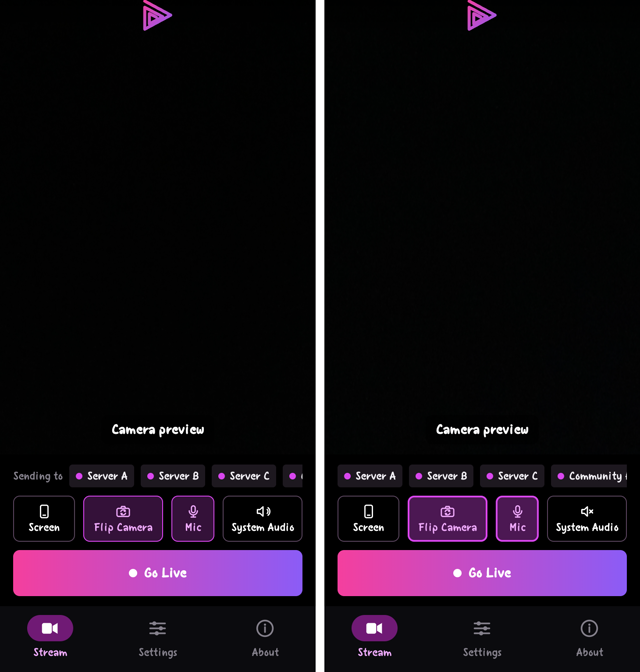 Camera preview
Sending to Server A Server B Server C
Screen Flip Camera Mic System Audio
Go Live
Stream Settings About
Camera preview
Server A Server B Server C Community
Screen Flip Camera Mic System Audio
Go Live
Stream Settings About